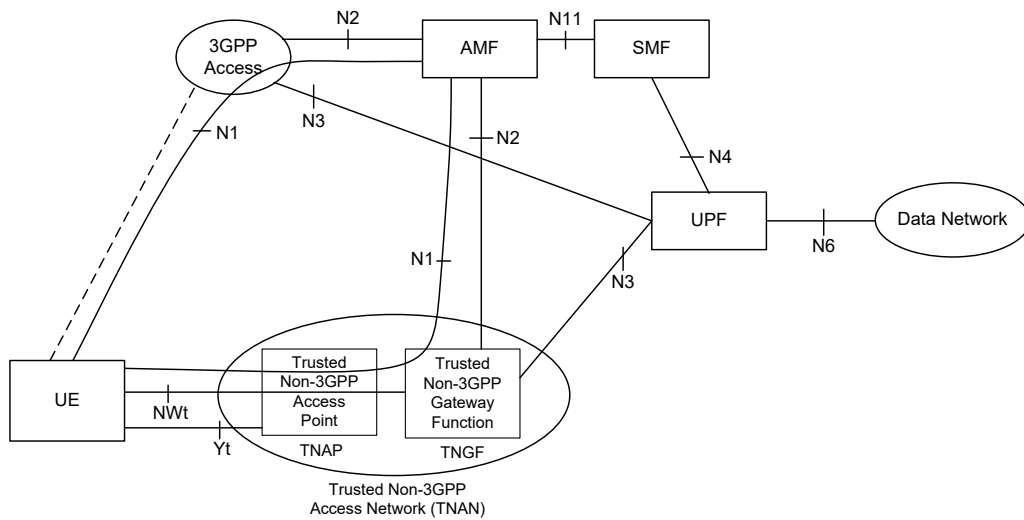 N2
N11
3GPP
Access
AMF
SMF
N1
N3
N2
N4
UPF
Data Network
N6
N1
N3
UE
Trusted
Non-3GPP
Access
Point
Trusted
Non-3GPP
Gateway
Function
NWt
Yt
TNAP
TNGF
Trusted Non-3GPP
Access Network (TNAN)